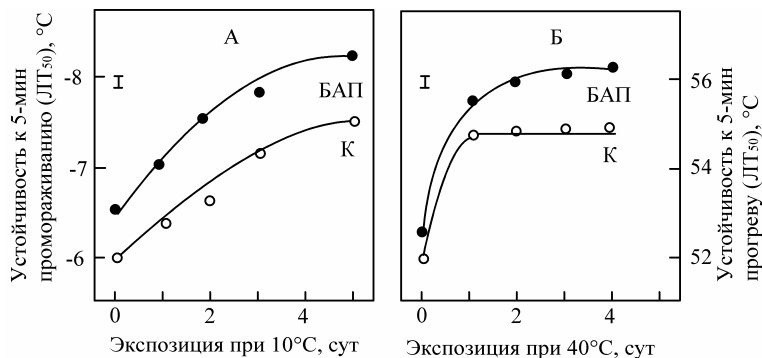 Устойчивость к 5-мин
промораживанию (ЛТ50), °С
А
-8
-7
-6
БАП
К
0
2
4
Экспозиция при 10°С, сут
Б
БАП
К
56
54
52
0
2
4
Экспозиция при 40°С, сут
Устойчивость к 5-мин
прогреву (ЛТ50), °С